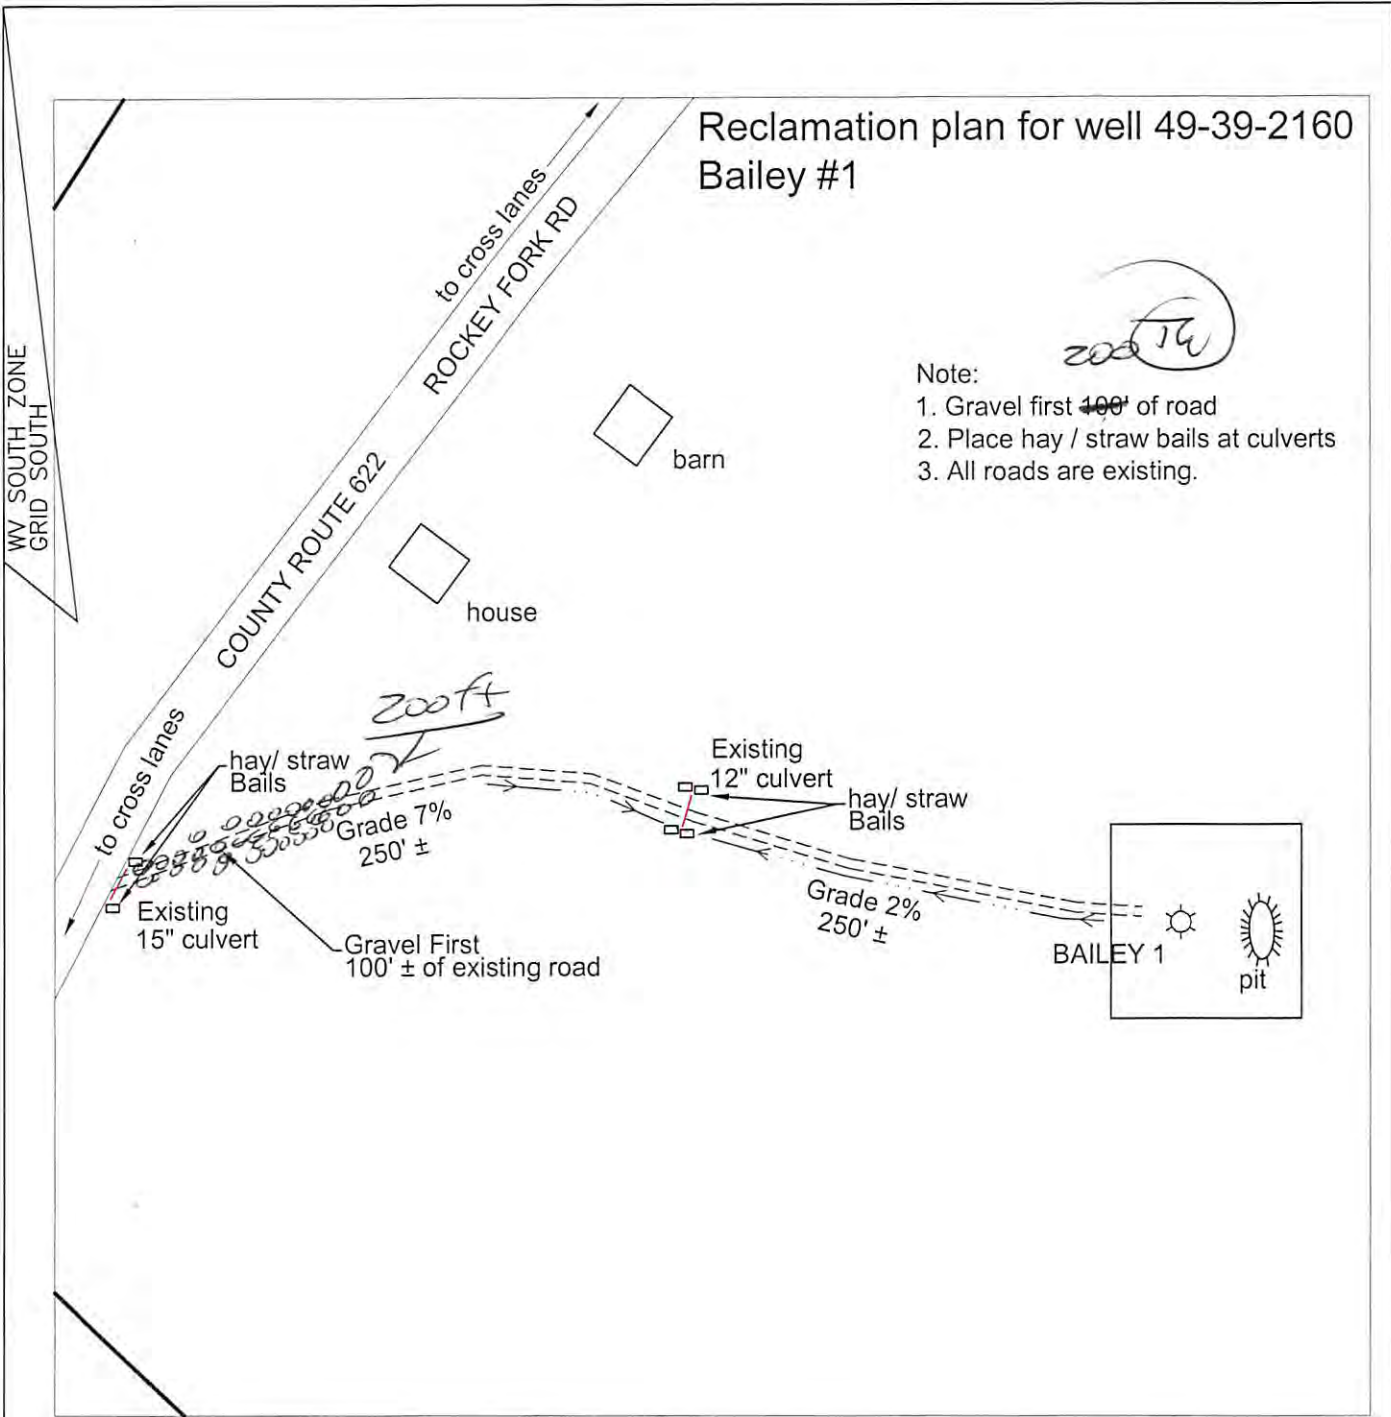 Reclamation plan for well 49-39-2160
Bailey #1
to cross lanes
ROCKEY FORK RD
COUNTY ROUTE 622
WV SOUTH ZONE
GRID SOUTH
200
Note:
1. Gravel first 100' of road
2. Place hay / straw bails at culverts
3. All roads are existing.
barn
house
200 ft
to cross lanes
hay/ straw
Bails
Grade 7%
250' ±
Existing
12" culvert
hay/ straw
Bails
Existing
15" culvert
Gravel First
100' ± of existing road
Grade 2%
250' ±
BAILEY 1
pit